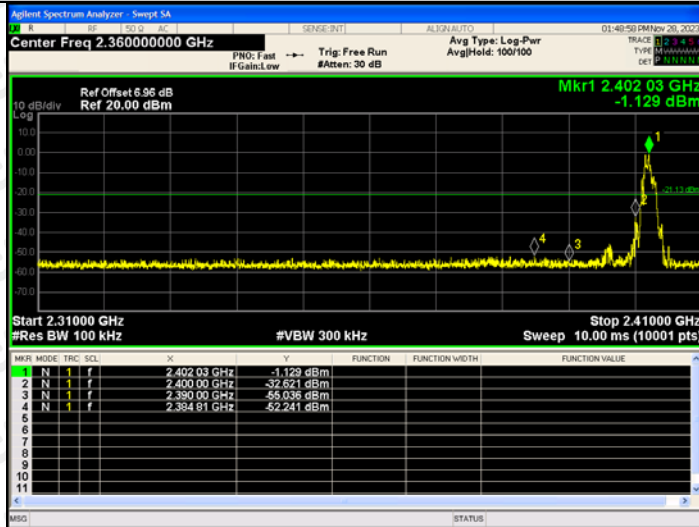 Agilent Spectrum Analyzer - Swept SA
R RF 50 Ω AC SENSE:INT ALIGN AUTO 01:48:58 PM Nov 28, 2023
Center Freq 2.360000000 GHz
PNO: Fast
IFGain:Low
Trig: Free Run
#Atten: 30 dB
Avg Type: Log-Pwr
Avg|Hold: 100/100
TRACE 1 2 3 4 5
TYPE M
DET P N N N N
Mkr1 2.402 03 GHz
-1.129 dBm
Ref Offset 6.96 dB
10 dB/div Ref 20.00 dBm
Log
10.0
0.00
-10.0
-20.0
-30.0
-40.0
-50.0
-60.0
-70.0
1
-21.13 dBm
2
4
3
Start 2.31000 GHz Stop 2.41000 GHz
#Res BW 100 kHz #VBW 300 kHz Sweep 10.00 ms (10001 pts)
MKR MODE TRC SCL X Y FUNCTION FUNCTION WIDTH FUNCTION VALUE
1 N 1 f 2.402 03 GHz -1.129 dBm
2 N 1 f 2.400 00 GHz -32.621 dBm
3 N 1 f 2.390 00 GHz -55.036 dBm
4 N 1 f 2.384 81 GHz -52.241 dBm
5
6
7
8
9
10
11
MSG STATUS